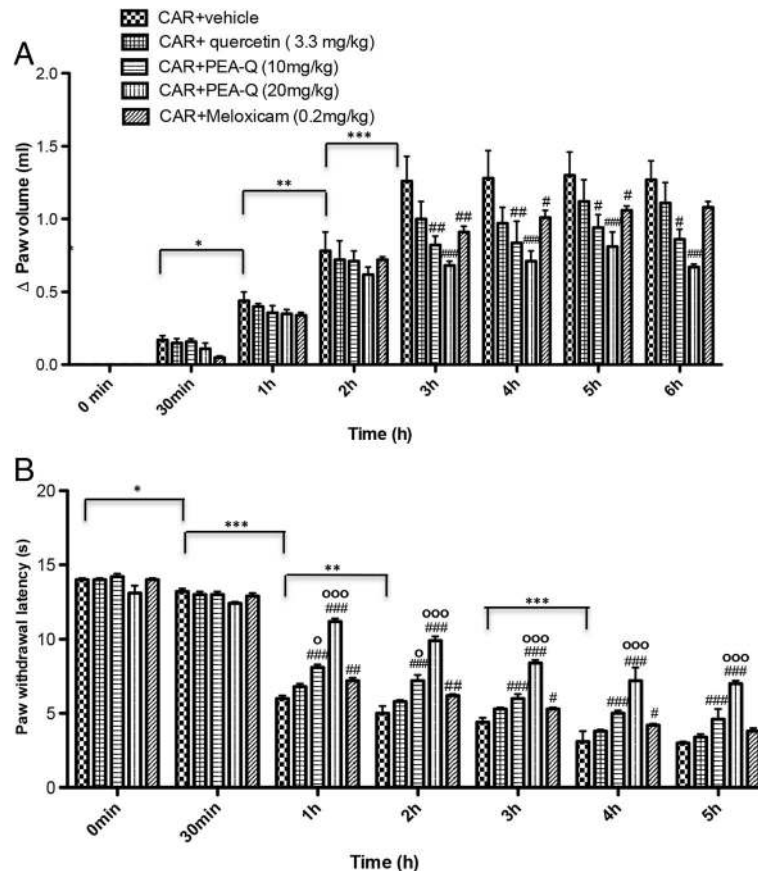 CAR+vehicle
CAR+ quercetin ( 3.3 mg/kg)
CAR+PEA-Q (10mg/kg)
CAR+PEA-Q (20mg/kg)
CAR+Meloxicam (0.2mg/kg)
A
Δ Paw volume (ml)
2.0
1.5
1.0
0.5
0.0
*
*
**
***
## ### ##
## ### #
# ### #
# ###
0 min 30min 1h 2h 3h 4h 5h 6h
Time (h)
B
Paw withdrawal latency (s)
20
15
10
5
0
*
***
**
***
o ooo
### ### ##
o ooo
### ### ##
ooo
### ### #
ooo
### ### #
ooo
### ###
0min 30min 1h 2h 3h 4h 5h
Time (h)